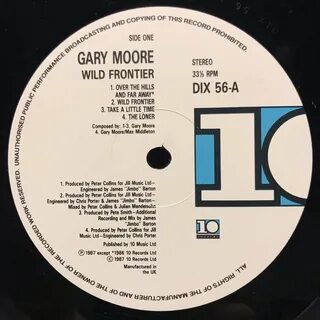 UNAUTHORISED PUBLIC PERFORMANCE BROADCASTING AND COPYING OF THIS RECORD PROHIBITED.
ALL RIGHTS OF THE MANUFACTURER AND OF THE OWNER OF THE RECORDED WORK RESERVED.
SIDE ONE
GARY MOORE
WILD FRONTIER
STEREO
33⅓ RPM
DIX 56-A
1. OVER THE HILLS
AND FAR AWAY*
2. WILD FRONTIER
3. TAKE A LITTLE TIME
4. THE LONER
Composed by: 1-3. Gary Moore
4. Gary Moore/Max Middleton
10
1. Produced by Peter Collins for Jill Music Ltd–
Engineered by James "Jimbo" Barton
2. Produced by Peter Collins for Jill Music Ltd–
Engineered by Chris Porter & James "Jimbo" Barton–
Mixed by Peter Collins & Julian Mendelsohn
3. Produced by Pete Smith–Additional
Recording and Mix by James
"Jimbo" Barton
4. Produced by Peter Collins for Jill
Music Ltd–Engineered by Chris Porter
Published by 10 Music Ltd
℗ 1987 except *1986 10 Records Ltd
© 1987 10 Records Ltd
Manufactured in
the UK
10
RECORDS